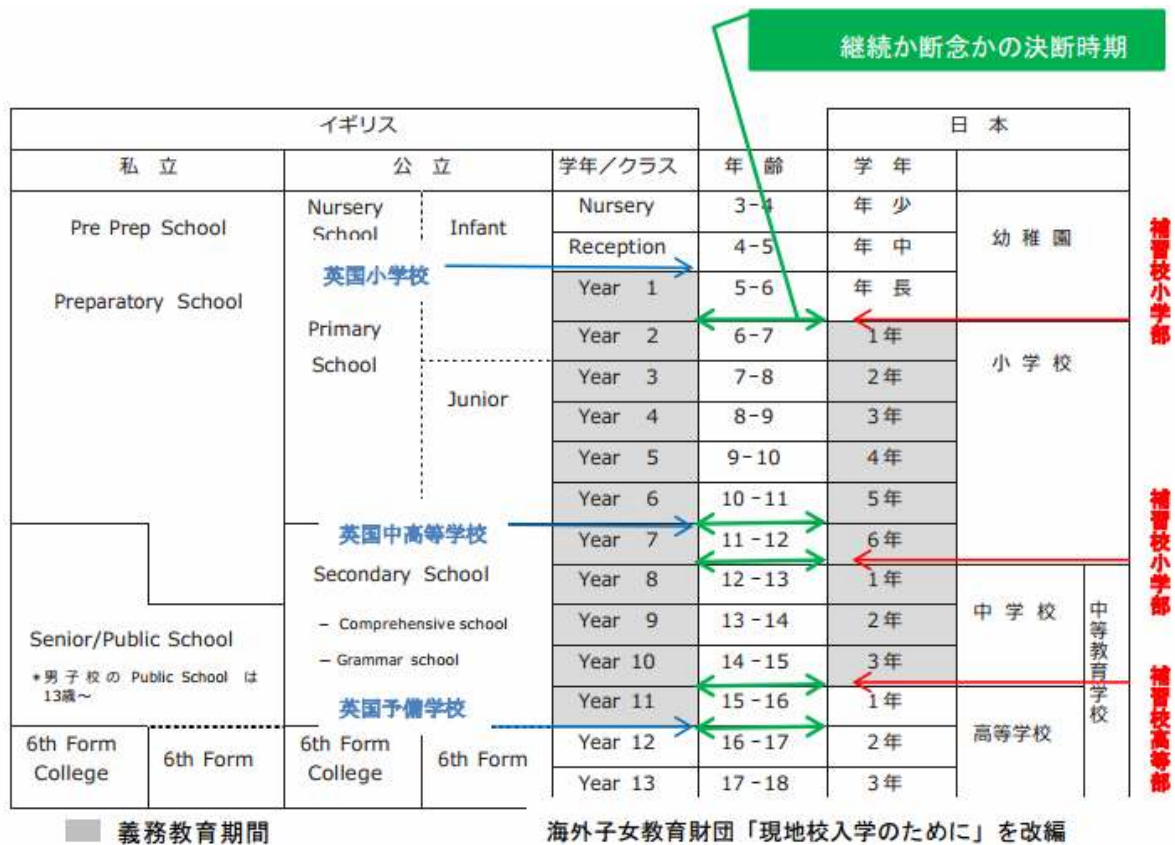 継続か断念かの決断時期
イギリス
日 本
私 立
公 立
学年／クラス
年 齢
学 年
Pre Prep School
Preparatory School
Nursery
School
Infant
英国小学校
Primary
School
Junior
Nursery
3-4
年 少
Reception
4-5
年 中
Year 1
5-6
年 長
幼 稚 園
Year 2
6-7
1年
Year 3
7-8
2年
Year 4
8-9
3年
Year 5
9-10
4年
Year 6
10-11
5年
Year 7
11-12
6年
小 学 校
英国中高等学校
Secondary School
- Comprehensive school
- Grammar school
Year 8
12-13
1年
Year 9
13-14
2年
Year 10
14-15
3年
中 学 校
中等教育学校
Senior/Public School
*男子校の Public School は
13歳～
英国予備学校
Year 11
15-16
1年
Year 12
16-17
2年
Year 13
17-18
3年
高等学校
6th Form
College
6th Form
6th Form
College
6th Form
補習校小学部
補習校小学部
補習校高等部
義務教育期間
海外子女教育財団「現地校入学のために」を改編